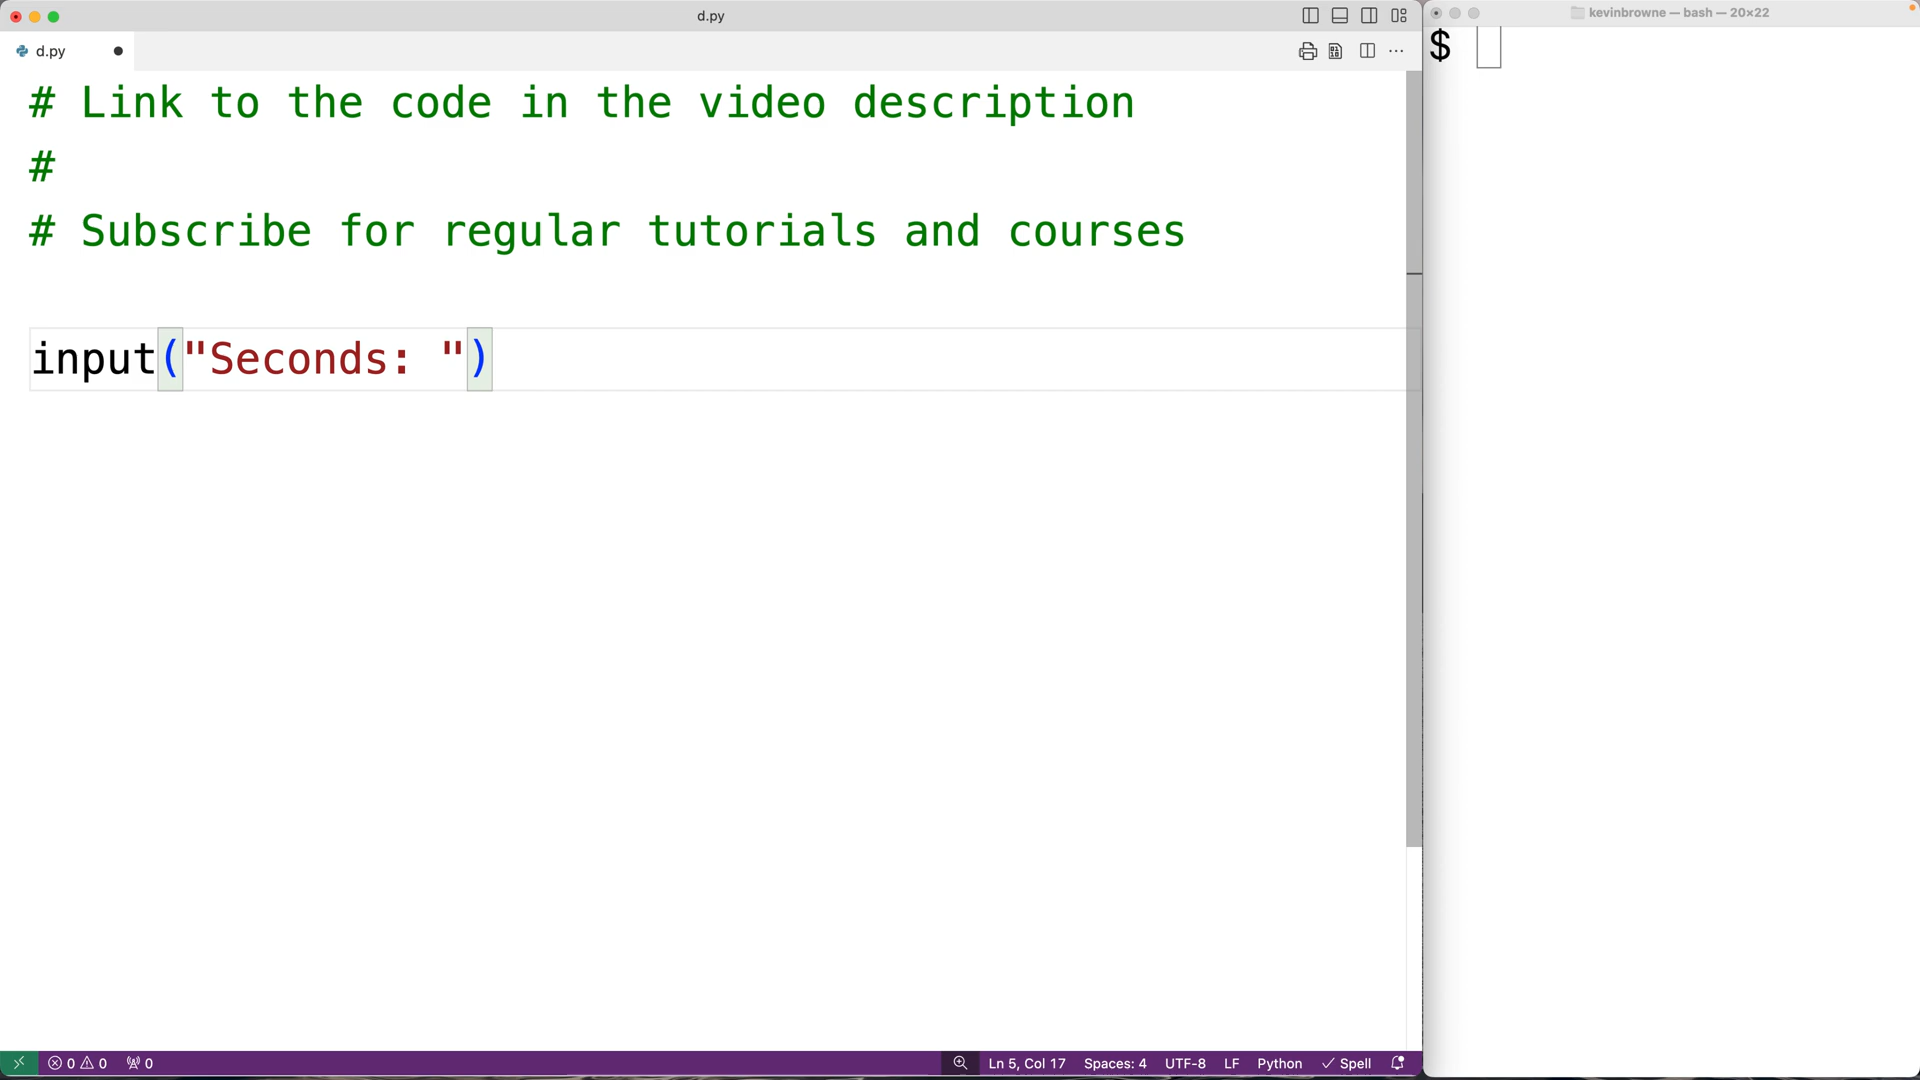 d.py
kevinbrowne — bash — 20×22
d.py
$
# Link to the code in the video description
#
# Subscribe for regular tutorials and courses
input("Seconds: ")
0 0 0 Ln 5, Col 17 Spaces: 4 UTF-8 LF Python Spell